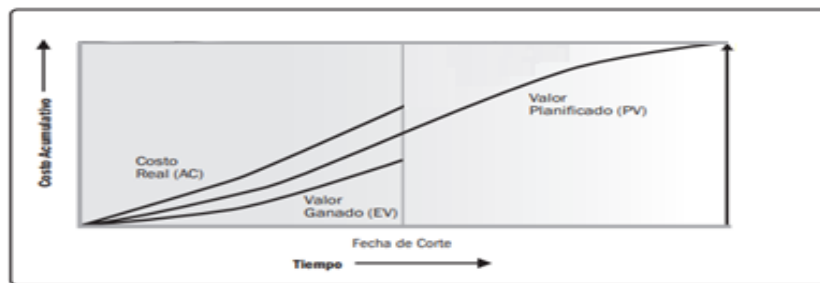 Costo Acumulativo
Costo
Real (AC)
Valor
Planificado (PV)
Valor
Ganado (EV)
Fecha de Corte
Tiempo